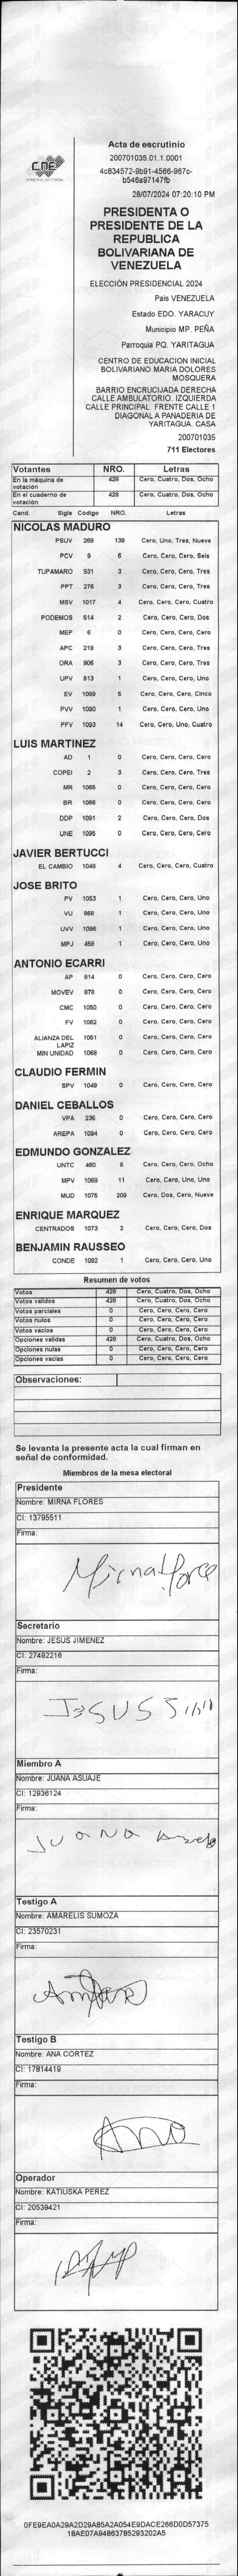 CNE
Acta de escrutinio
200701035.01.1.0001
4c834572-9b91-4566-967c-
b546a97147fb
28/07/2024 07:20:10 PM
PRESIDENTA O
PRESIDENTE DE LA
REPUBLICA
BOLIVARIANA DE
VENEZUELA
ELECCIÓN PRESIDENCIAL 2024
Pais VENEZUELA
Estado EDO. YARACUY
Municipio MP. PEÑA
Parroquia PQ. YARITAGUA
CENTRO DE EDUCACION INICIAL
BOLIVARIANO MARIA DOLORES
MOSQUERA
BARRIO ENCRUCIJADA DERECHA
CALLE AMBULATORIO. IZQUIERDA
CALLE PRINCIPAL. FRENTE CALLE 1
DIAGONAL A PANADERIA DE
YARITAGUA. CASA
200701035
711 Electores
Votantes NRO. Letras
En la máquina de votación 428 Cero, Cuatro, Dos, Ocho
En el cuaderno de votación 428 Cero, Cuatro, Dos, Ocho
Cand. Sigla Código NRO. Letras
NICOLAS MADURO
PSUV 269 139 Cero, Uno, Tres, Nueve
PCV 9 6 Cero, Cero, Cero, Seis
TUPAMARO 931 3 Cero, Cero, Cero, Tres
PPT 276 3 Cero, Cero, Cero, Tres
MSV 1017 4 Cero, Cero, Cero, Cuatro
PODEMOS 514 2 Cero, Cero, Cero, Dos
MEP 6 0 Cero, Cero, Cero, Cero
APC 219 3 Cero, Cero, Cero, Tres
ORA 906 3 Cero, Cero, Cero, Tres
UPV 513 1 Cero, Cero, Cero, Uno
EV 1089 5 Cero, Cero, Cero, Cinco
PVV 1090 1 Cero, Cero, Cero, Uno
PFV 1093 14 Cero, Cero, Uno, Cuatro
LUIS MARTINEZ
AD 1 0 Cero, Cero, Cero, Cero
COPEI 2 3 Cero, Cero, Cero, Tres
MR 1065 0 Cero, Cero, Cero, Cero
BR 1066 0 Cero, Cero, Cero, Cero
DDP 1091 2 Cero, Cero, Cero, Dos
UNE 1095 0 Cero, Cero, Cero, Cero
JAVIER BERTUCCI
EL CAMBIO 1048 4 Cero, Cero, Cero, Cuatro
JOSE BRITO
PV 1053 1 Cero, Cero, Cero, Uno
VU 868 1 Cero, Cero, Cero, Uno
UVV 1096 1 Cero, Cero, Cero, Uno
MPJ 458 1 Cero, Cero, Cero, Uno
ANTONIO ECARRI
AP 814 0 Cero, Cero, Cero, Cero
MOVEV 879 0 Cero, Cero, Cero, Cero
CMC 1050 0 Cero, Cero, Cero, Cero
FV 1062 0 Cero, Cero, Cero, Cero
ALIANZA DEL LAPIZ 1051 0 Cero, Cero, Cero, Cero
MIN UNIDAD 1068 0 Cero, Cero, Cero, Cero
CLAUDIO FERMIN
SPV 1049 0 Cero, Cero, Cero, Cero
DANIEL CEBALLOS
VPA 236 0 Cero, Cero, Cero, Cero
AREPA 1094 0 Cero, Cero, Cero, Cero
EDMUNDO GONZALEZ
UNTC 460 8 Cero, Cero, Cero, Ocho
MPV 1069 11 Cero, Cero, Uno, Uno
MUD 1075 209 Cero, Dos, Cero, Nueve
ENRIQUE MARQUEZ
CENTRADOS 1073 2 Cero, Cero, Cero, Dos
BENJAMIN RAUSSEO
CONDE 1092 1 Cero, Cero, Cero, Uno
Resumen de votos
Votos 428 Cero, Cuatro, Dos, Ocho
Votos validos 428 Cero, Cuatro, Dos, Ocho
Votos parciales 0 Cero, Cero, Cero, Cero
Votos nulos 0 Cero, Cero, Cero, Cero
Votos vacios 0 Cero, Cero, Cero, Cero
Opciones validas 428 Cero, Cuatro, Dos, Ocho
Opciones nulas 0 Cero, Cero, Cero, Cero
Opciones vacias 0 Cero, Cero, Cero, Cero
Observaciones:
Se levanta la presente acta la cual firman en
señal de conformidad.
Miembros de la mesa electoral
Presidente
Nombre: MIRNA FLORES
CI: 13795511
Firma:
Secretario
Nombre: JESUS JIMENEZ
CI: 27492216
Firma:
JESUS
Miembro A
Nombre: JUANA ASUAJE
CI: 12936124
Firma:
JUANA
Testigo A
Nombre: AMARELIS SUMOZA
CI: 23570231
Firma:
Testigo B
Nombre: ANA CORTEZ
CI: 17814419
Firma:
Ana
Operador
Nombre: KATIUSKA PEREZ
CI: 20539421
Firma:
0FE9EA0A29A2D29A85A2A054E9DACE266D0D57375
18AE07A94863785293202A5